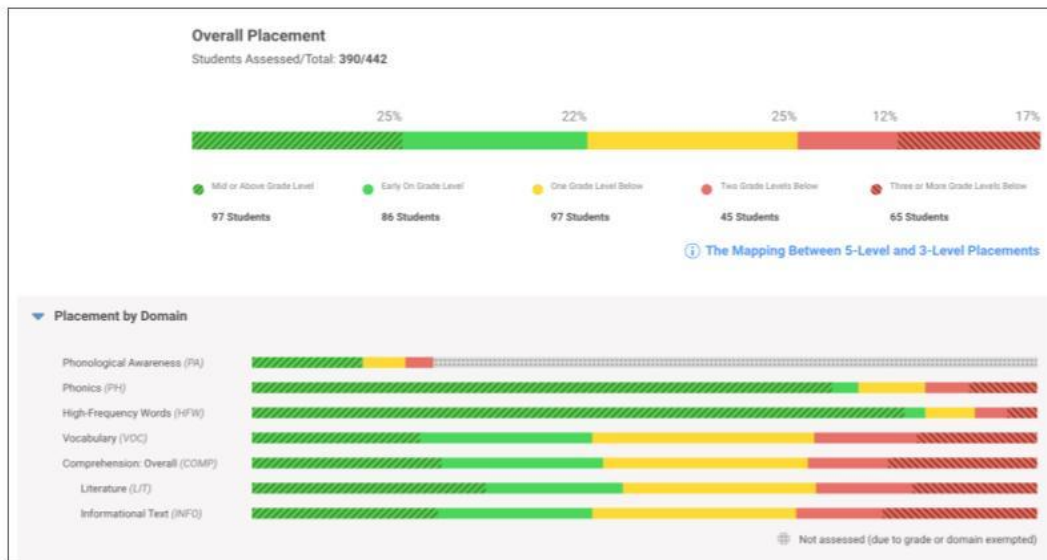 Overall Placement
Students Assessed/Total: 390/442
25% 22% 25% 12% 17%
Mid or Above Grade Level Early On Grade Level One Grade Level Below Two Grade Levels Below Three or More Grade Levels Below
97 Students 86 Students 97 Students 45 Students 65 Students
The Mapping Between 5-Level and 3-Level Placements
Placement by Domain
Phonological Awareness (PA)
Phonics (PH)
High-Frequency Words (HFW)
Vocabulary (VOC)
Comprehension: Overall (COMP)
Literature (LIT)
Informational Text (INFO)
Not assessed (due to grade or domain exempted)